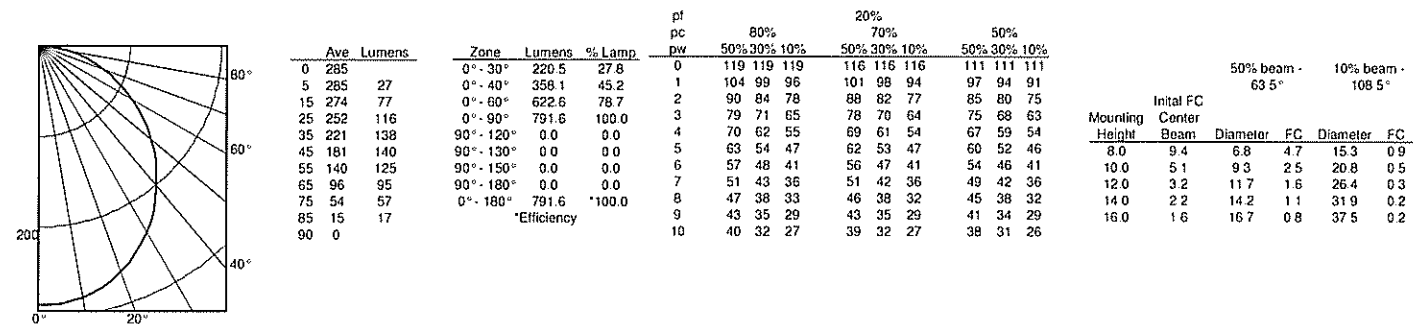 200
0° 20°
80°
60°
40°
Ave Lumens
0 285
5 285 27
15 274 77
25 252 116
35 221 138
45 181 140
55 140 125
65 96 95
75 54 57
85 15 17
90 0
Zone Lumens % Lamp
0° - 30° 220.5 27.8
0° - 40° 358.1 45.2
0° - 60° 622.6 78.7
0° - 90° 791.6 100.0
90° - 120° 0.0 0.0
90° - 130° 0.0 0.0
90° - 150° 0.0 0.0
90° - 180° 0.0 0.0
0° - 180° 791.6 *100.0
*Efficiency
pf 20%
pc 80% 70% 50%
pw 50% 30% 10% 50% 30% 10% 50% 30% 10%
0 119 119 119 116 116 116 111 111 111
1 104 99 96 101 98 94 97 94 91
2 90 84 78 88 82 77 85 80 75
3 79 71 65 78 70 64 75 68 63
4 70 62 55 69 61 54 67 59 54
5 63 54 47 62 53 47 60 52 46
6 57 48 41 56 47 41 54 46 41
7 51 43 36 51 42 36 49 42 36
8 47 38 33 46 38 32 45 38 32
9 43 35 29 43 35 29 41 34 29
10 40 32 27 39 32 27 38 31 26
50% beam - 10% beam -
63 5° 108 5°
Inital FC
Mounting Center
Height Beam Diameter FC Diameter FC
8.0 9.4 6.8 4.7 15.3 0.9
10.0 5 1 9 3 2 5 20.8 0 5
12.0 3.2 11 7 1 6 26.4 0.3
14 0 2 2 14.2 1 1 31 9 0.2
16.0 1 6 16 7 0 8 37 5 0 2